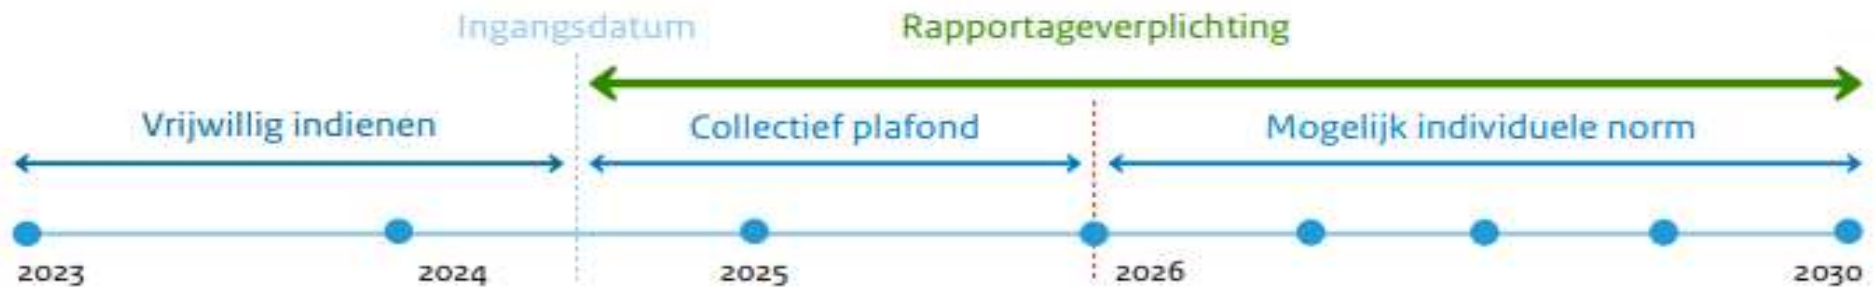 Ingangsdatum
Rapportageverplichting
Vrijwillig indienen
Collectief plafond
Mogelijk individuele norm
2023
2024
2025
2026
2030